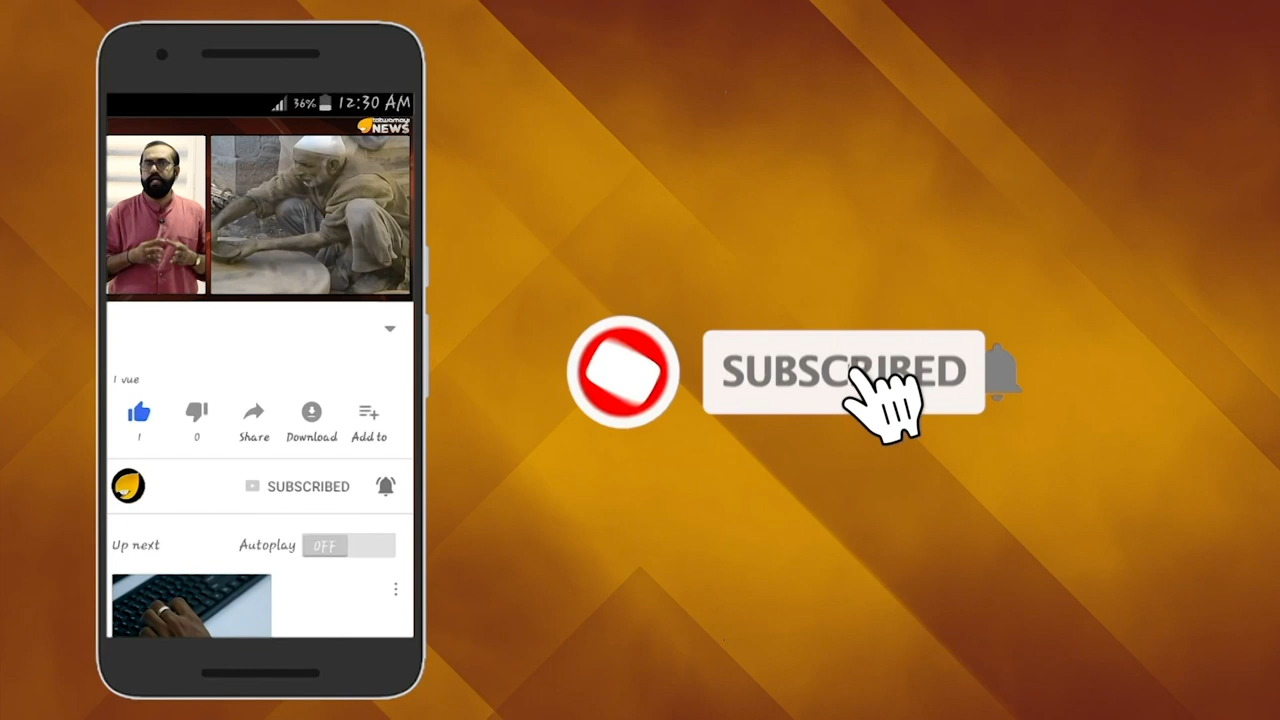 36% 12:30 AM
tatwamayi
NEWS
1 vue
1 0 Share Download Add to
SUBSCRIBED
Up next Autoplay OFF
SUBSCRIBED